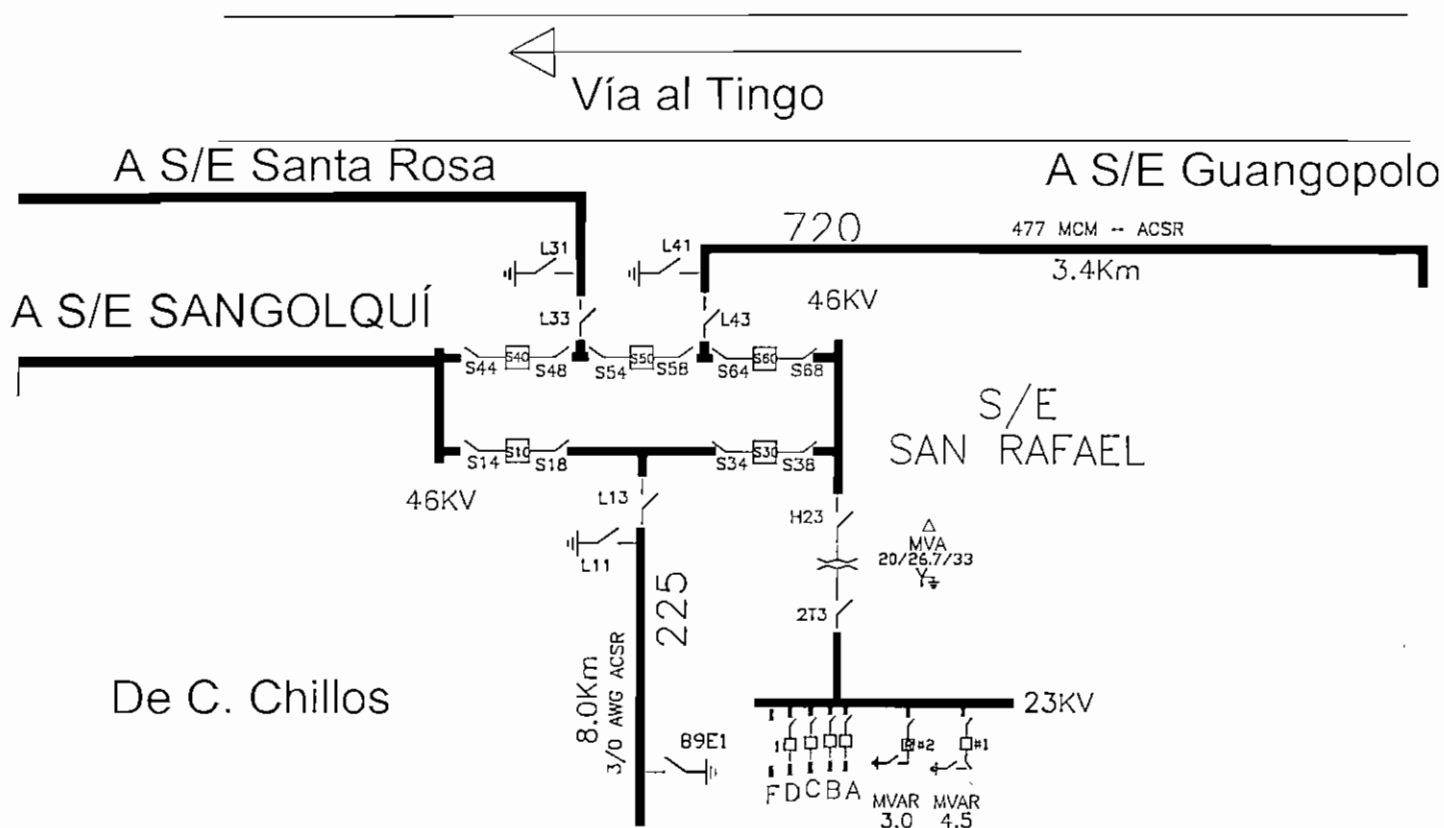 Vía al Tingo
A S/E Santa Rosa
A S/E Guangopolo
720
477 MCM -- ACSR
3.4Km
L31
L41
46KV
A S/E SANGOLQUÍ
L33
L43
S44
S40
S48
S54
S50
S58
S64
S60
S68
S/E
SAN RAFAEL
S14
S10
S18
S34
S30
S38
46KV
L13
H23
MVA
20/26.7/33
L11
225
2T3
8.0Km
3/0 AWG ACSR
De C. Chillos
23KV
89E1
1
#2
#1
F D C B A
MVAR
3.0
MVAR
4.5